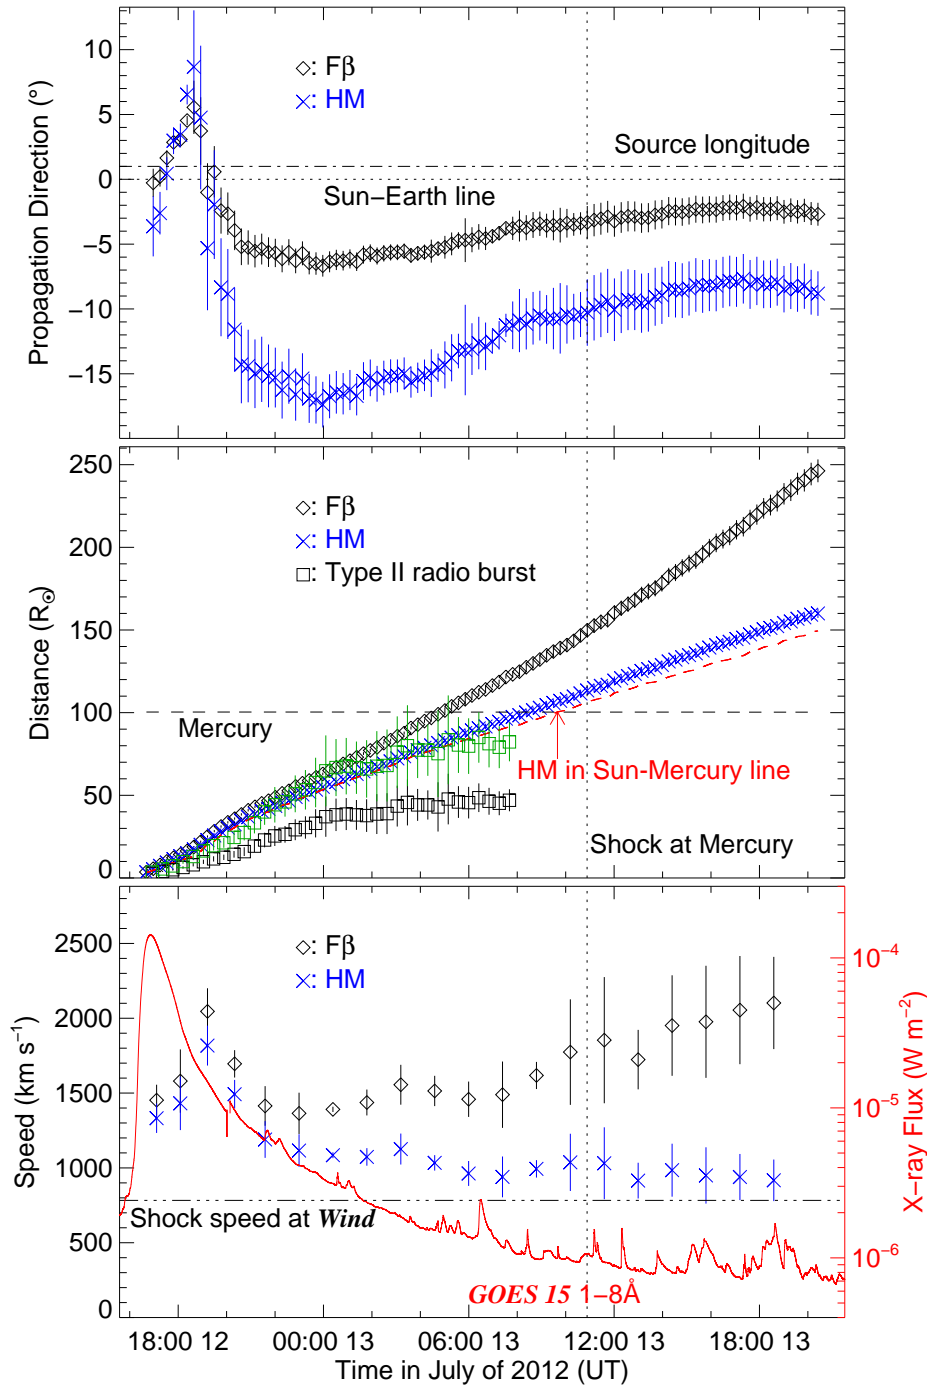 10
5
0
−5
−10
−15
Propagation Direction (°)
◇: Fβ
×: HM
Source longitude
Sun−Earth line
250
200
150
100
50
0
Distance (R☉)
◇: Fβ
×: HM
□: Type II radio burst
Mercury
HM in Sun-Mercury line
Shock at Mercury
2500
2000
1500
1000
500
0
Speed (km s⁻¹)
◇: Fβ
×: HM
10⁻⁴
10⁻⁵
10⁻⁶
X−ray Flux (W m⁻²)
Shock speed at Wind
GOES 15 1−8Å
18:00 12
00:00 13
06:00 13
12:00 13
18:00 13
Time in July of 2012 (UT)